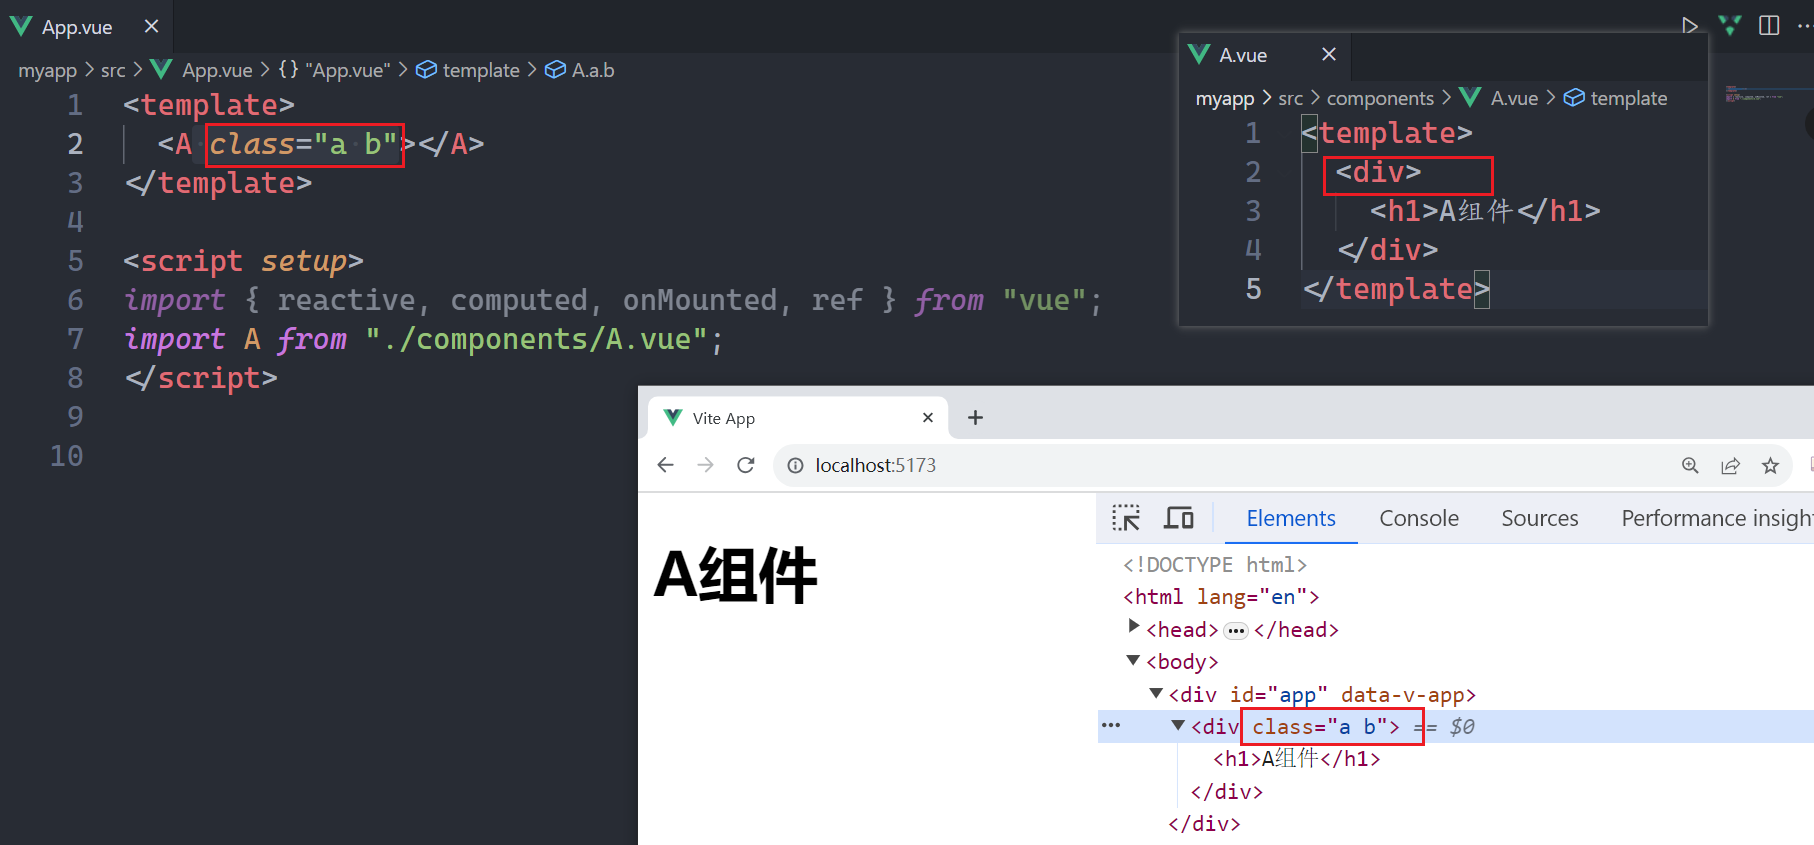 App.vue
myapp > src > App.vue > {} "App.vue" > template > A.a.b
1 <template>
2 <A class="a b"></A>
3 </template>
4
5 <script setup>
6 import { reactive, computed, onMounted, ref } from "vue";
7 import A from "./components/A.vue";
8 </script>
9
10
A.vue
myapp > src > components > A.vue > template
1 <template>
2 <div>
3 <h1>A组件</h1>
4 </div>
5 </template>
Vite App
localhost:5173
A组件
Elements Console Sources Performance insigh
<!DOCTYPE html>
<html lang="en">
<head>…</head>
<body>
<div id="app" data-v-app>
… <div class="a b"> == $0
<h1>A组件</h1>
</div>
</div>